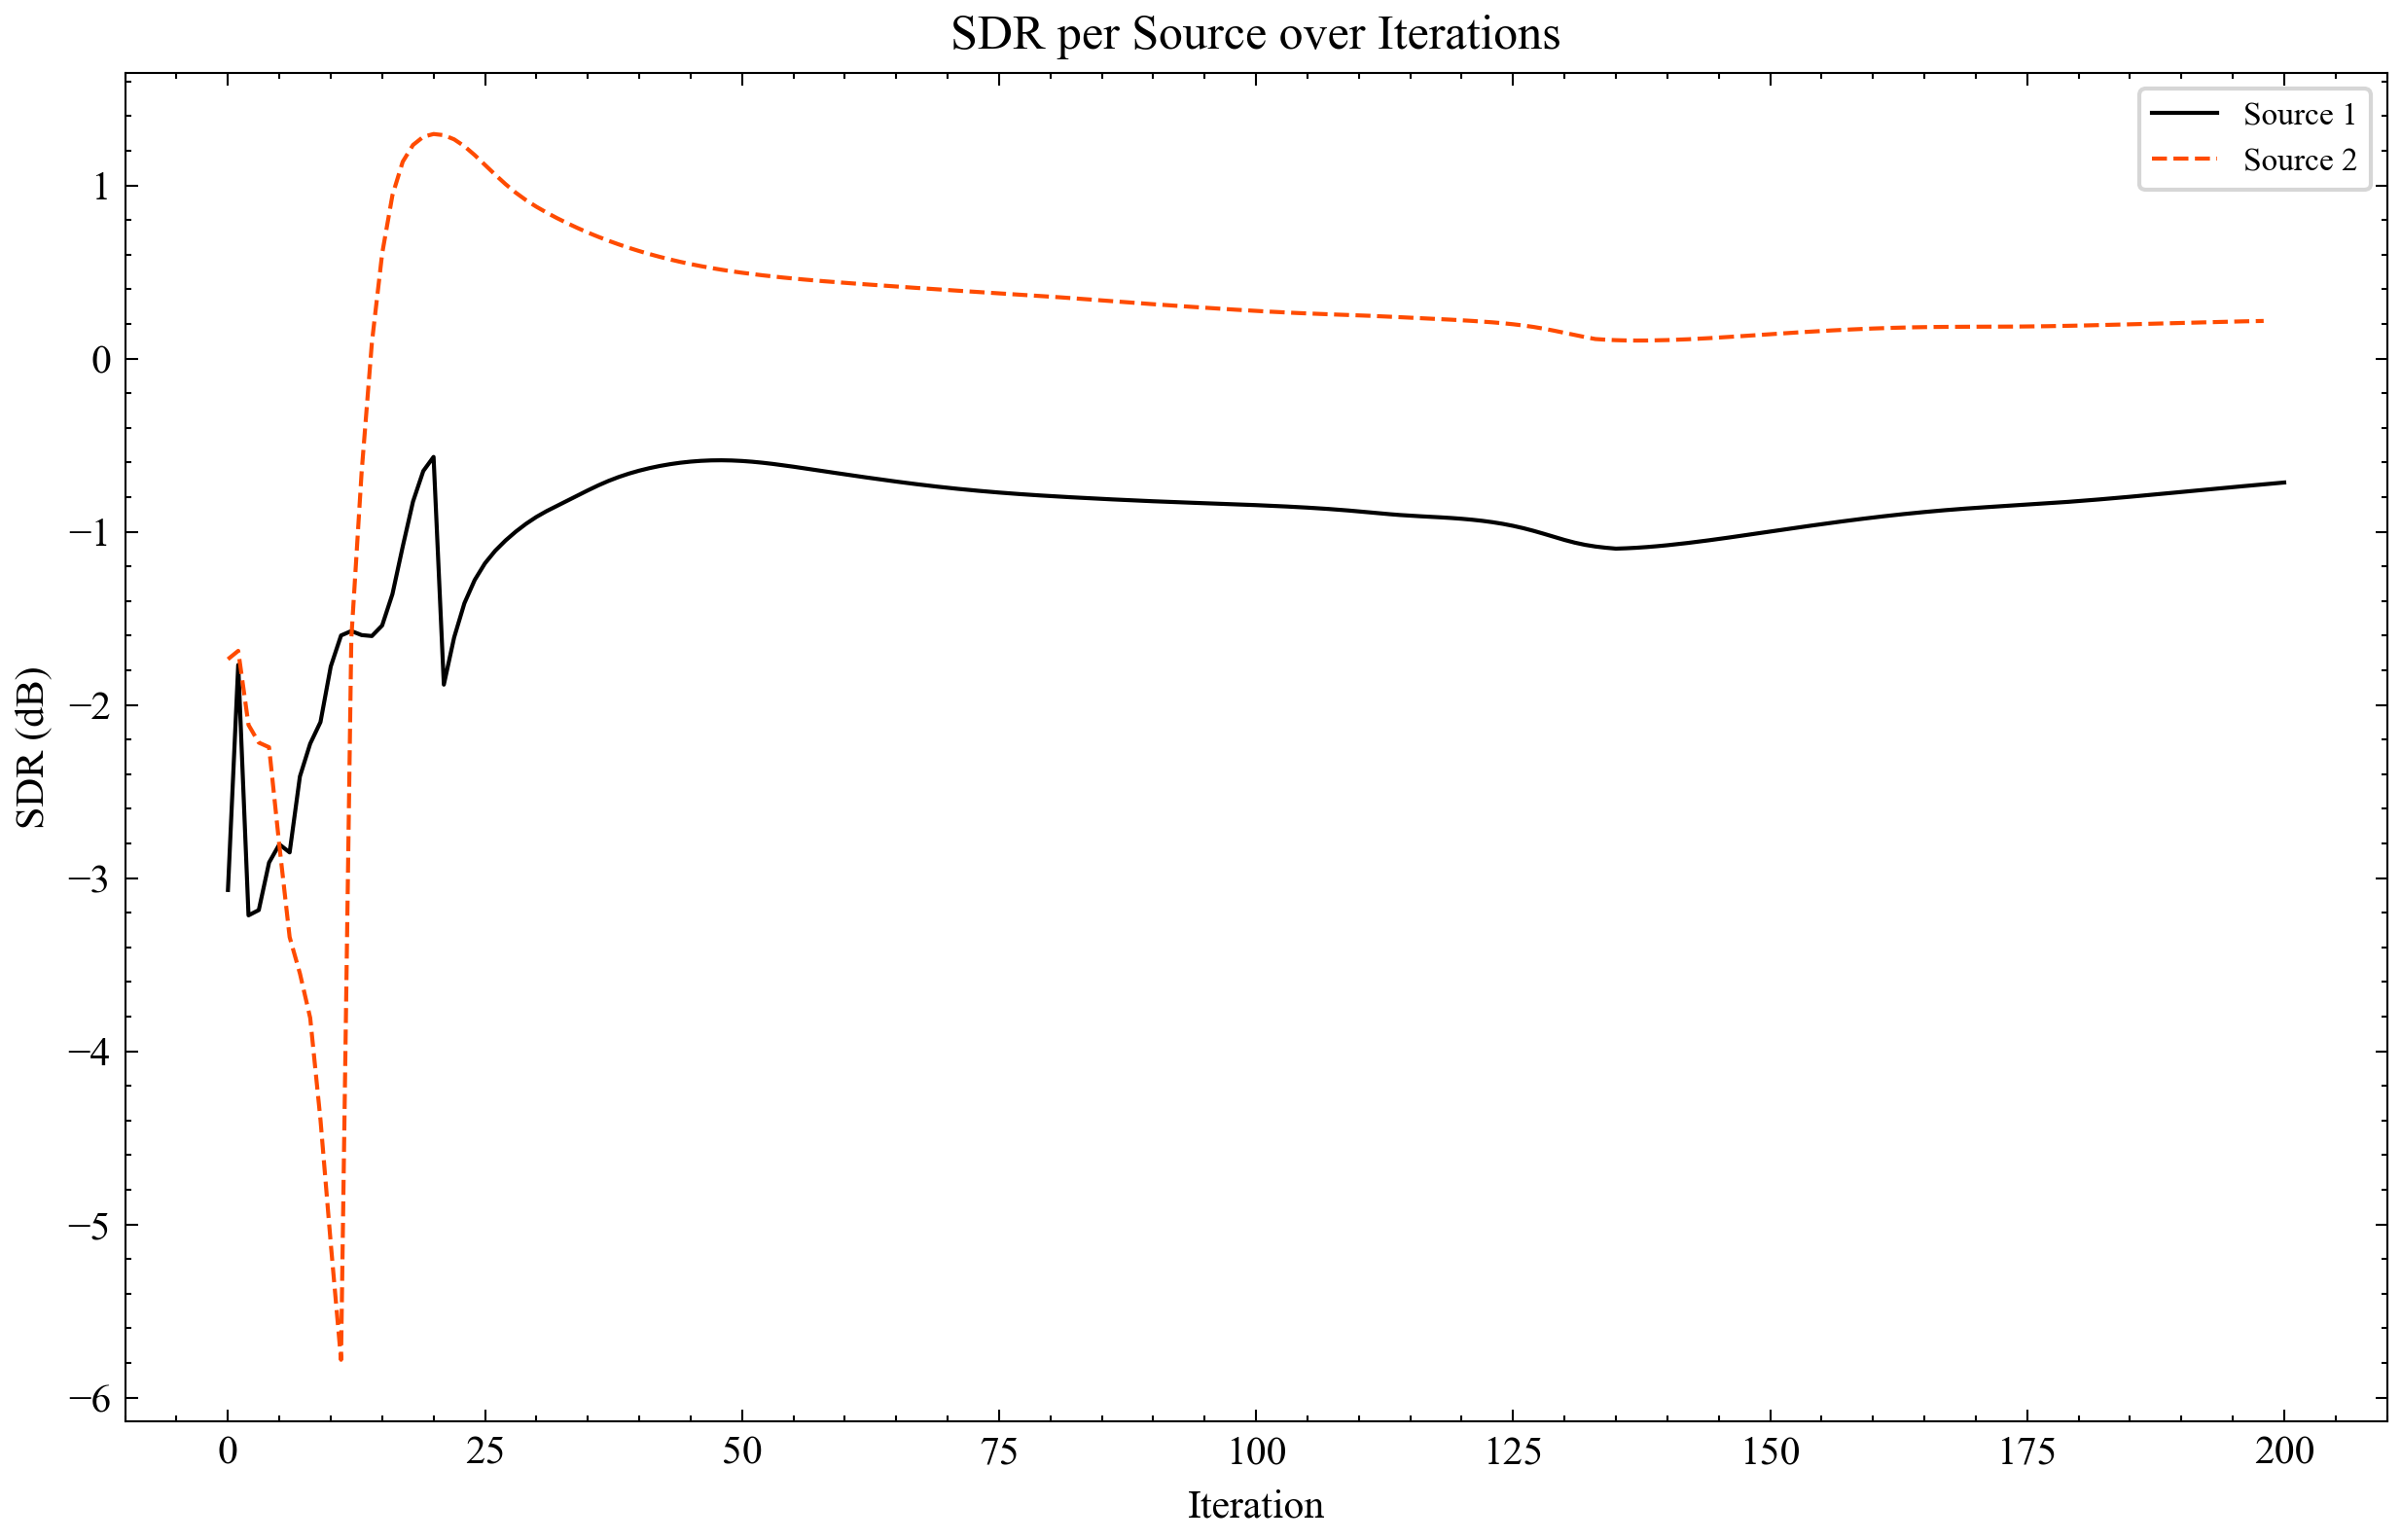 SDR per Source over Iterations
Source 1
Source 2
SDR (dB)
1
0
−1
−2
−3
−4
−5
−6
0 25 50 75 100 125 150 175 200
Iteration